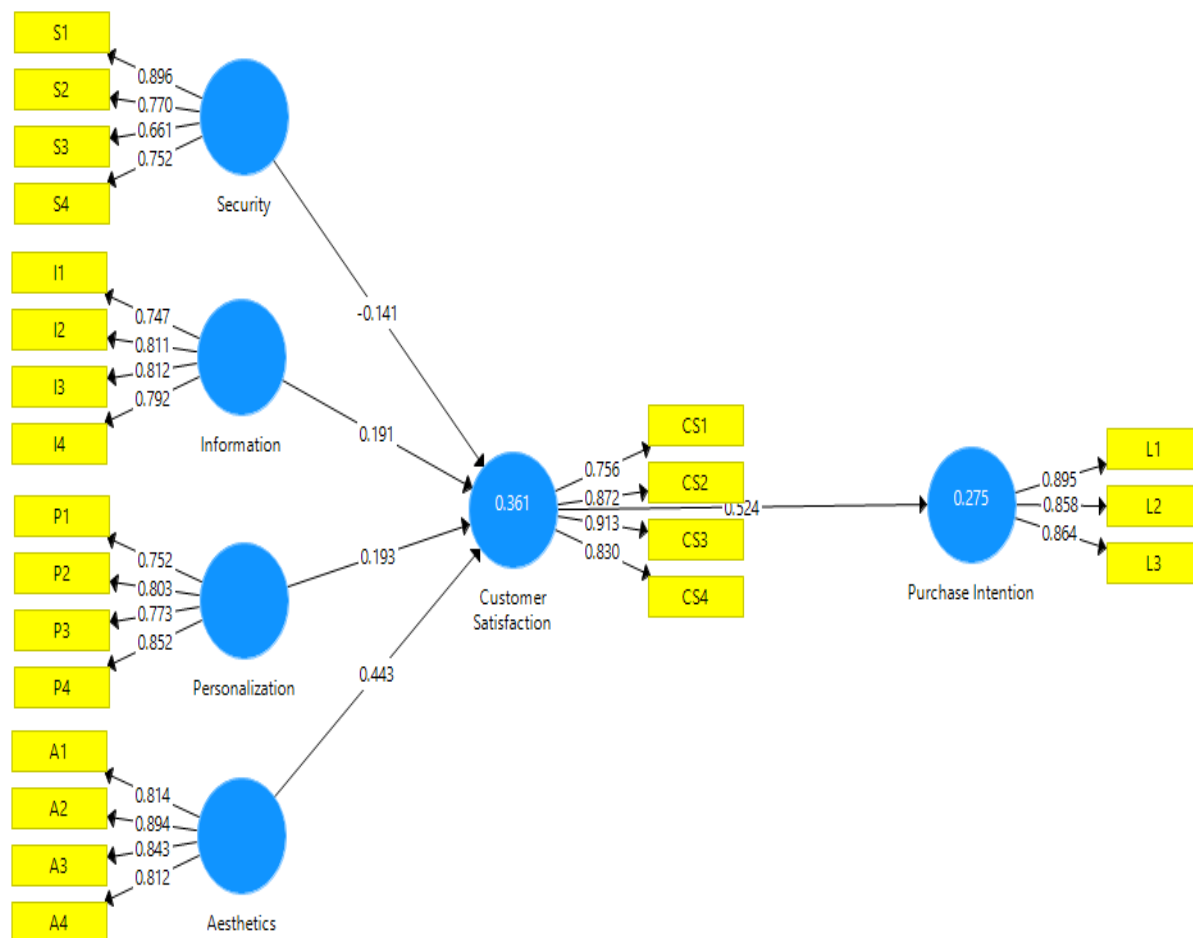 S1
0.896
S2
0.770
S3
0.661
S4
0.752
Security
-0.141
I1
0.747
I2
0.811
I3
0.812
I4
0.792
Information
0.191
P1
0.752
P2
0.803
P3
0.773
P4
0.852
Personalization
0.193
A1
0.814
A2
0.894
A3
0.843
A4
0.812
Aesthetics
0.443
0.361
Customer
Satisfaction
CS1
0.756
CS2
0.872
CS3
0.913
CS4
0.830
0.524
0.275
Purchase Intention
L1
0.895
L2
0.858
L3
0.864